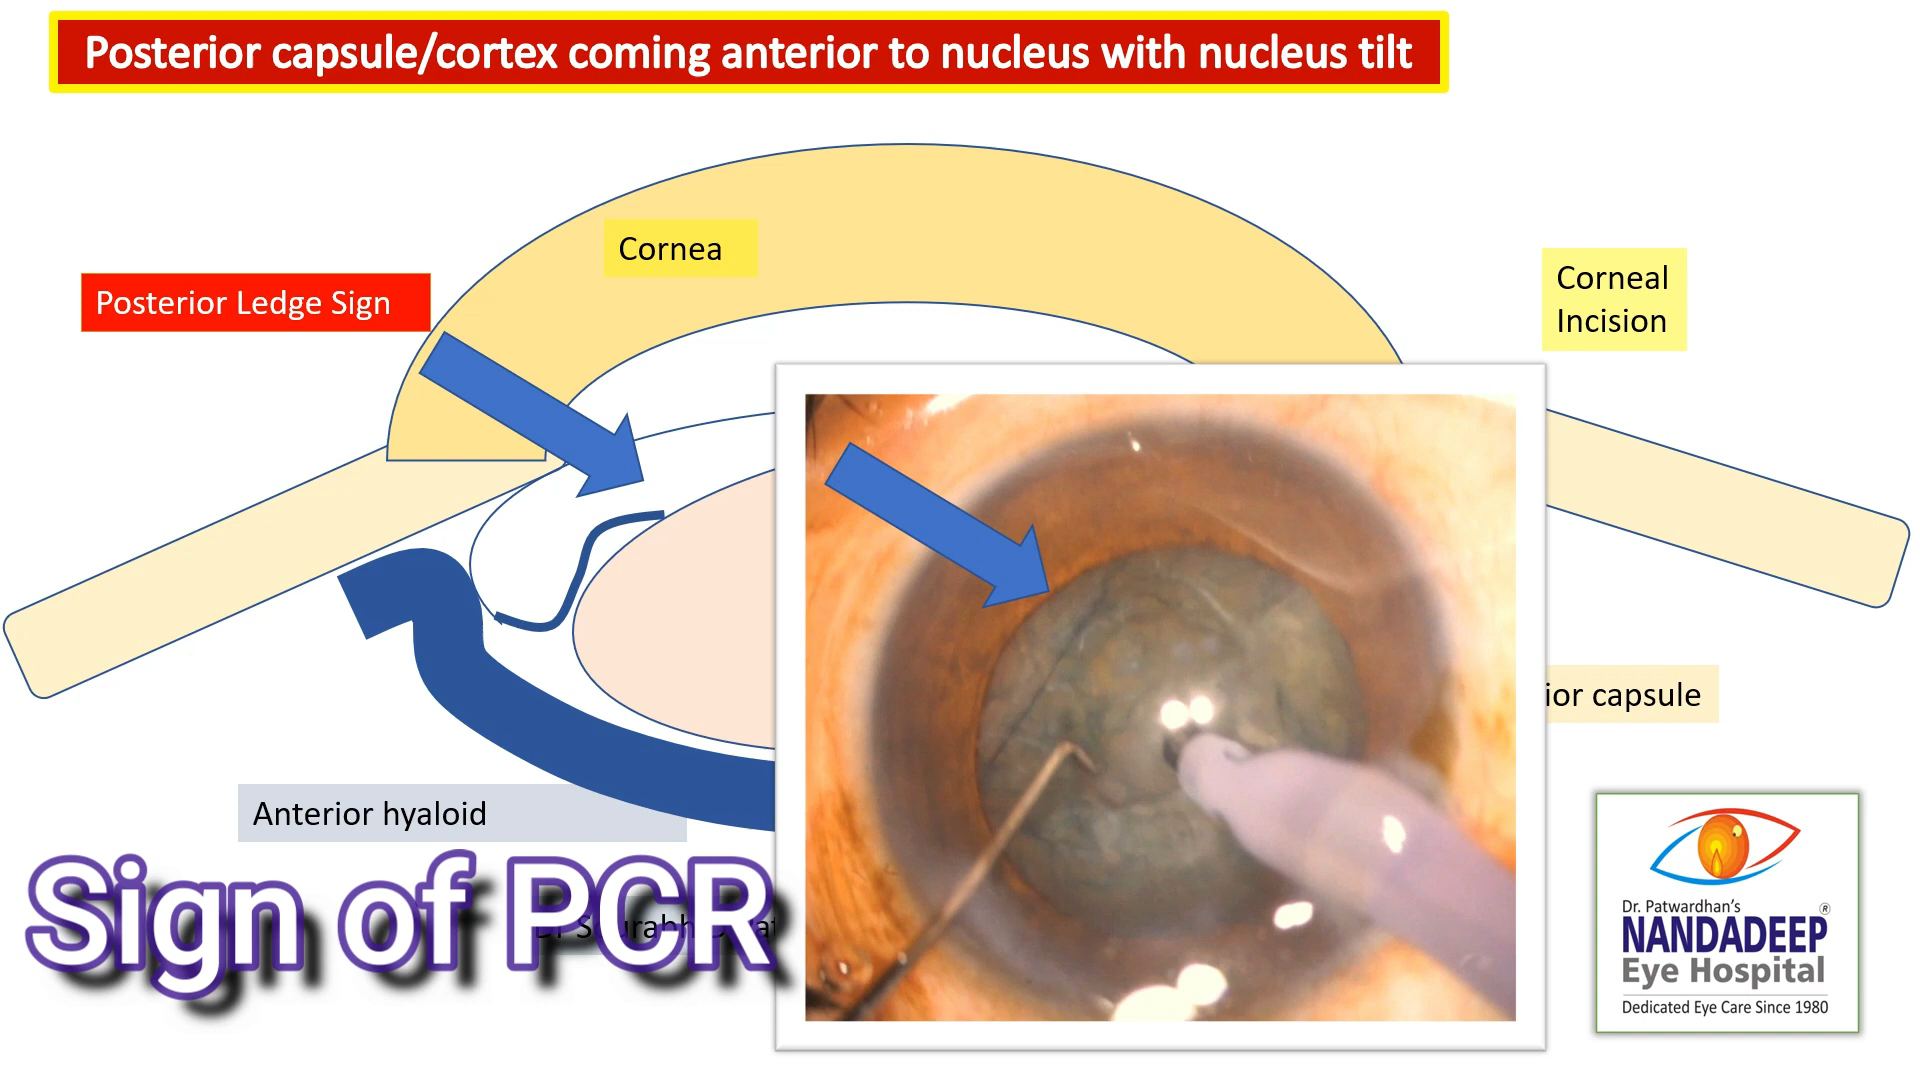 Posterior capsule/cortex coming anterior to nucleus with nucleus tilt
Cornea
Posterior Ledge Sign
Corneal
Incision
capsule
Anterior hyaloid
Sign of PCR
Dr. Patwardhan's
®
NANDADEEP
Eye Hospital
Dedicated Eye Care Since 1980